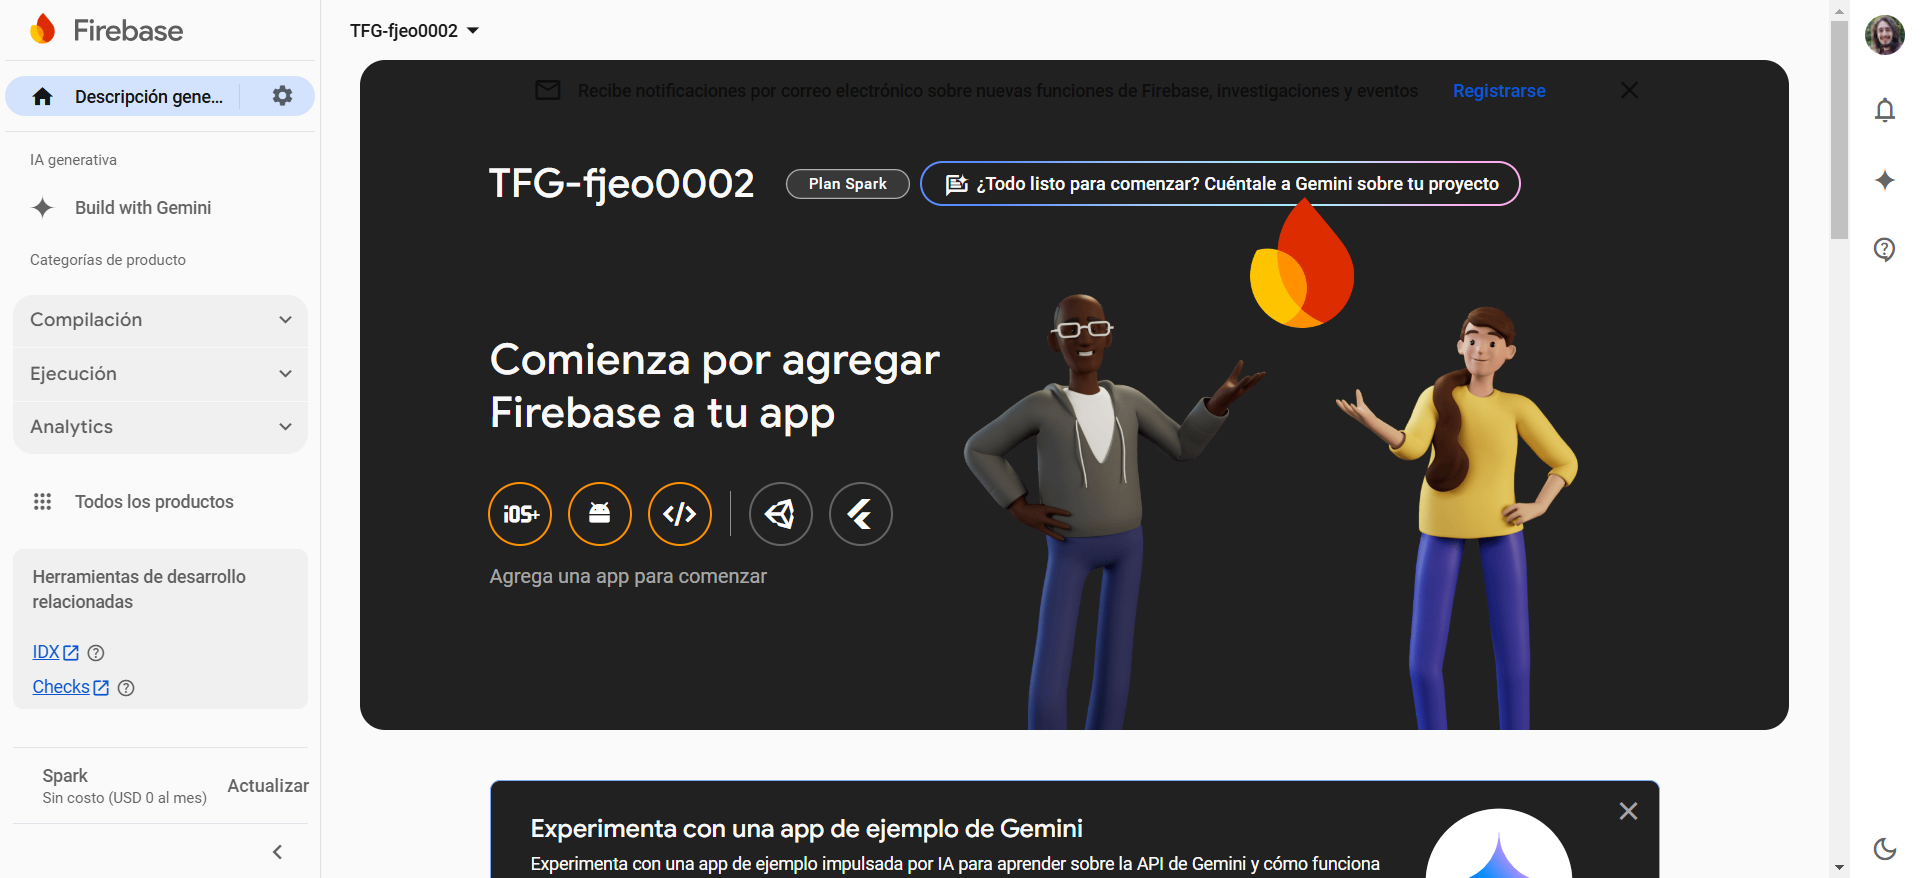 Firebase
Descripción gene...
IA generativa
Build with Gemini
Categorías de producto
Compilación
Ejecución
Analytics
Todos los productos
Herramientas de desarrollo
relacionadas
IDX
Checks
Spark
Sin costo (USD 0 al mes)
Actualizar
TFG-fjeo0002
Recibe notificaciones por correo electrónico sobre nuevas funciones de Firebase, investigaciones y eventos
Registrarse
TFG-fjeo0002
Plan Spark
¿Todo listo para comenzar? Cuéntale a Gemini sobre tu proyecto
Comienza por agregar
Firebase a tu app
iOS+
Agrega una app para comenzar
Experimenta con una app de ejemplo de Gemini
Experimenta con una app de ejemplo impulsada por IA para aprender sobre la API de Gemini y cómo funciona